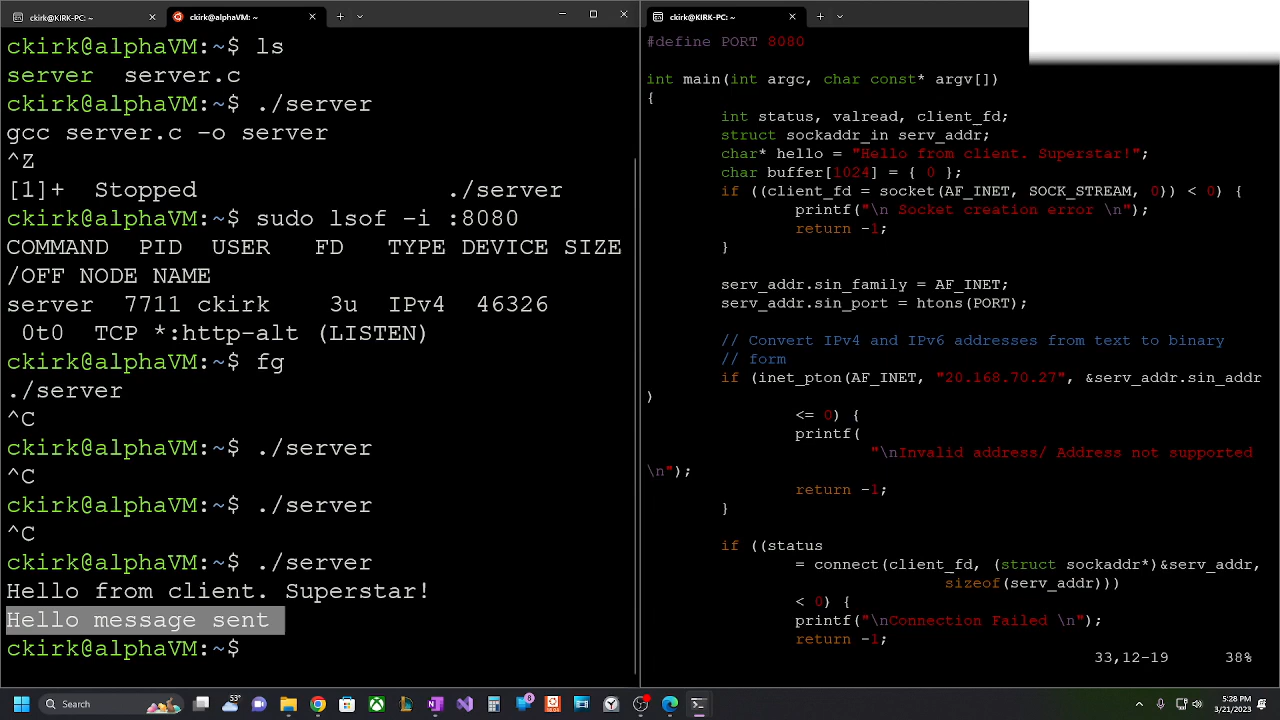 ckirk@KIRK-PC: ~
ckirk@alphaVM: ~
ckirk@alphaVM:~$ ls
server  server.c
ckirk@alphaVM:~$ ./server
gcc server.c -o server
^Z
[1]+  Stopped                 ./server
ckirk@alphaVM:~$ sudo lsof -i :8080
COMMAND  PID  USER   FD   TYPE DEVICE SIZE
/OFF NODE NAME
server  7711 ckirk    3u  IPv4  46326
 0t0  TCP *:http-alt (LISTEN)
ckirk@alphaVM:~$ fg
./server
^C
ckirk@alphaVM:~$ ./server
^C
ckirk@alphaVM:~$ ./server
^C
ckirk@alphaVM:~$ ./server
Hello from client. Superstar!
Hello message sent
ckirk@alphaVM:~$
ckirk@KIRK-PC: ~
#define PORT 8080
int main(int argc, char const* argv[])
{
        int status, valread, client_fd;
        struct sockaddr_in serv_addr;
        char* hello = "Hello from client. Superstar!";
        char buffer[1024] = { 0 };
        if ((client_fd = socket(AF_INET, SOCK_STREAM, 0)) < 0) {
                printf("\n Socket creation error \n");
                return -1;
        }
        serv_addr.sin_family = AF_INET;
        serv_addr.sin_port = htons(PORT);
        // Convert IPv4 and IPv6 addresses from text to binary
        // form
        if (inet_pton(AF_INET, "20.168.70.27", &serv_addr.sin_addr
)
                <= 0) {
                printf(
                        "\nInvalid address/ Address not supported
\n");
                return -1;
        }
        if ((status
                = connect(client_fd, (struct sockaddr*)&serv_addr,
                                sizeof(serv_addr)))
                < 0) {
                printf("\nConnection Failed \n");
                return -1;
33,12-19      38%
Search
8
5:28 PM
3/21/2023